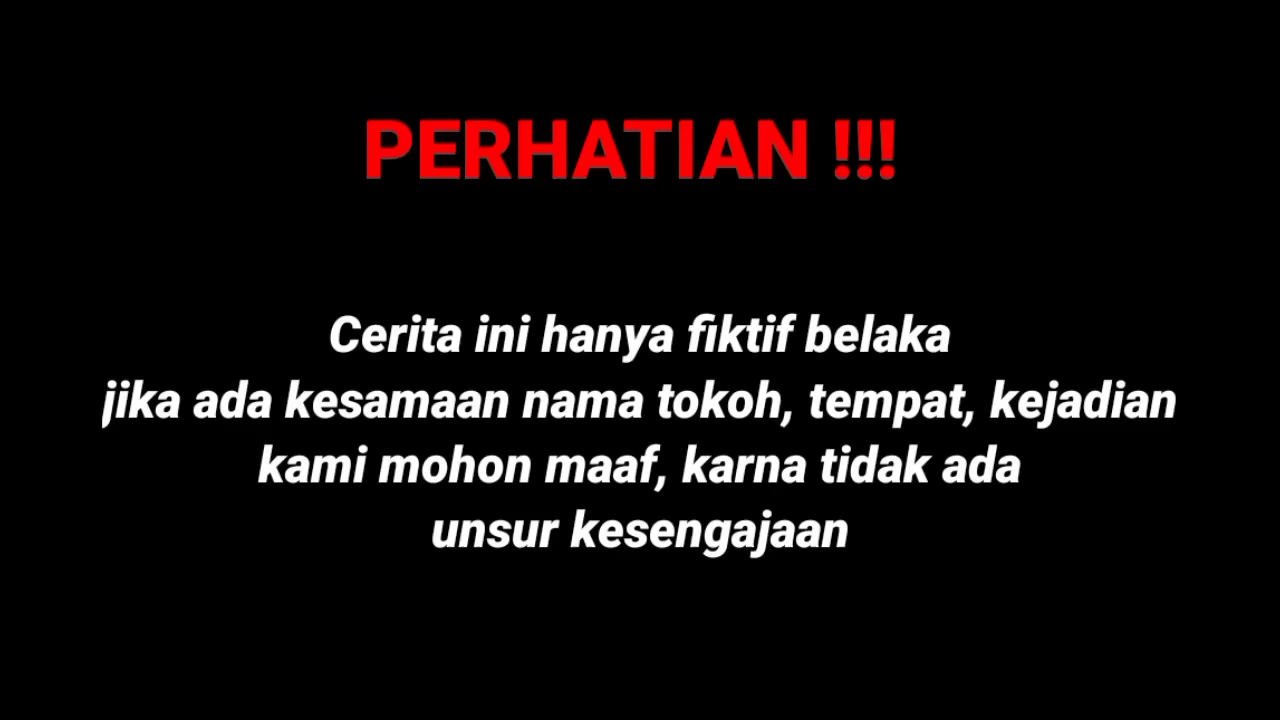 PERHATIAN !!!
Cerita ini hanya fiktif belaka
jika ada kesamaan nama tokoh, tempat, kejadian
kami mohon maaf, karna tidak ada
unsur kesengajaan